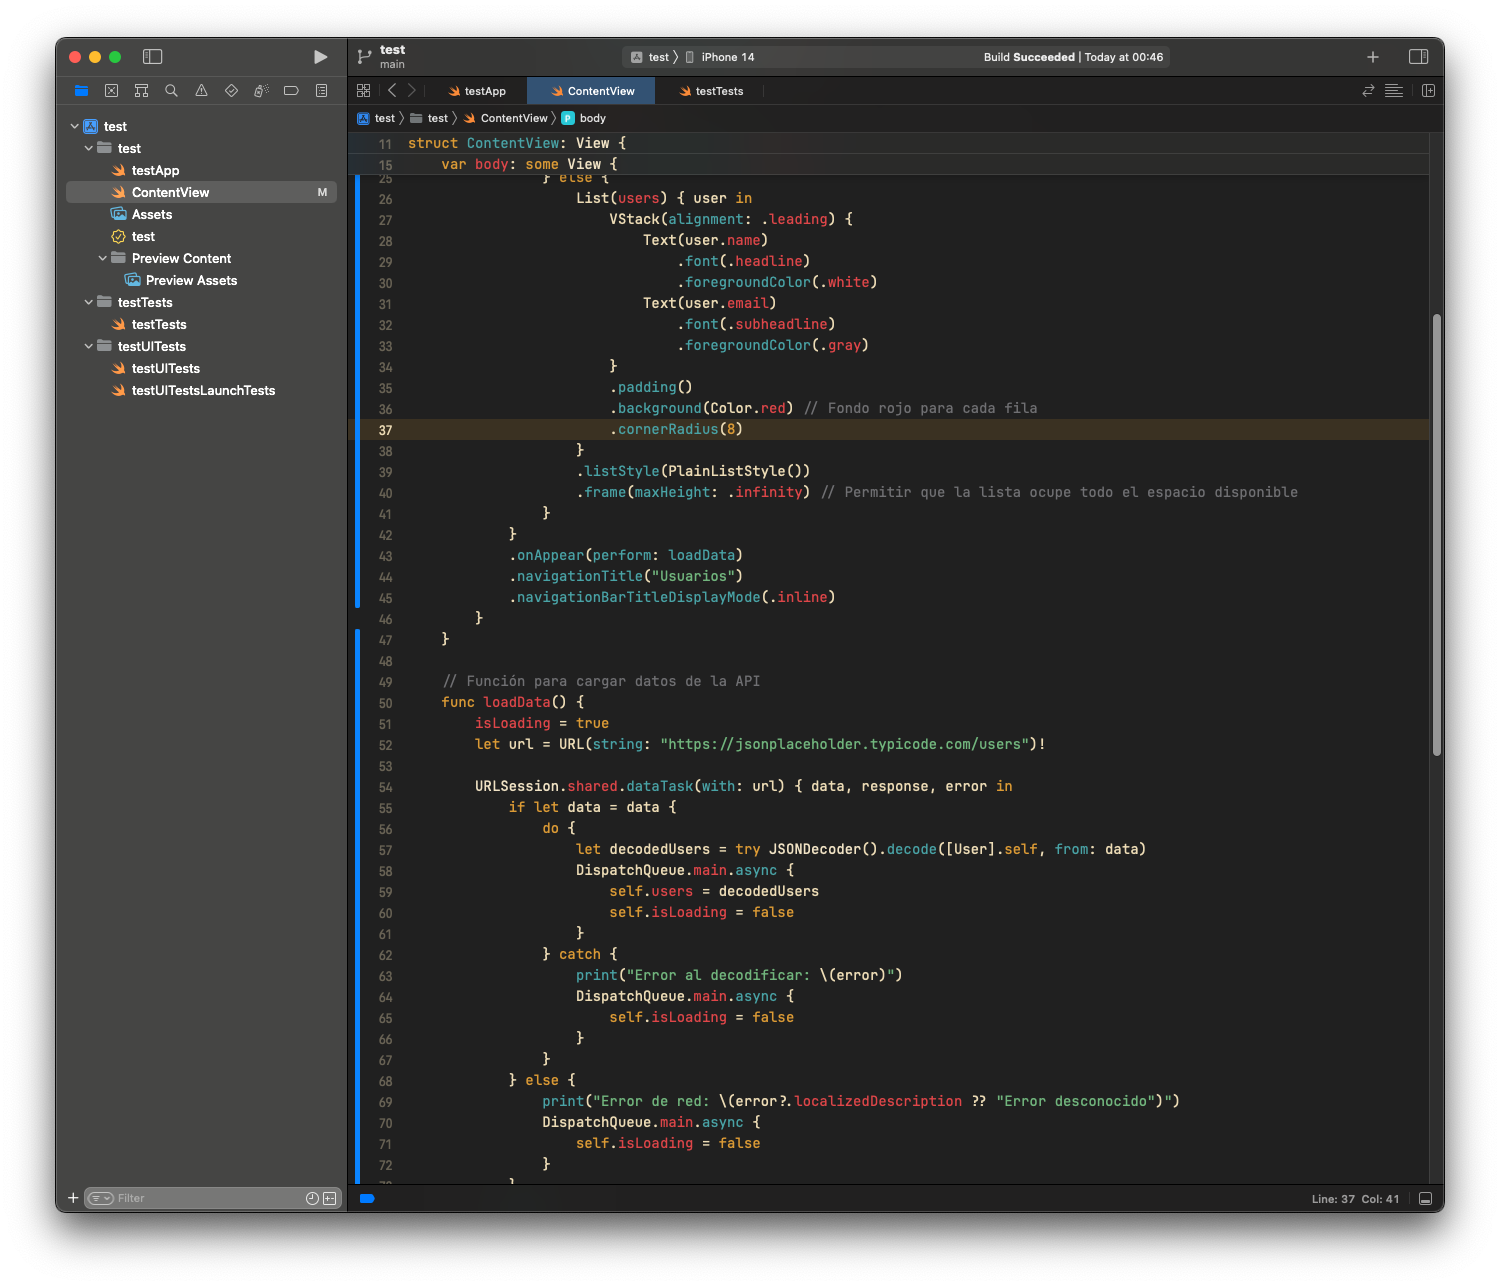 test
main
test 〉 iPhone 14
Build Succeeded | Today at 00:46
testApp
ContentView
testTests
test 〉 test 〉 ContentView 〉 P body
test
test
testApp
ContentView M
Assets
test
Preview Content
Preview Assets
testTests
testTests
testUITests
testUITests
testUITestsLaunchTests
11 struct ContentView: View {
15 var body: some View {
25 } else {
26 List(users) { user in
27 VStack(alignment: .leading) {
28 Text(user.name)
29 .font(.headline)
30 .foregroundColor(.white)
31 Text(user.email)
32 .font(.subheadline)
33 .foregroundColor(.gray)
34 }
35 .padding()
36 .background(Color.red) // Fondo rojo para cada fila
37 .cornerRadius(8)
38 }
39 .listStyle(PlainListStyle())
40 .frame(maxHeight: .infinity) // Permitir que la lista ocupe todo el espacio disponible
41 }
42 }
43 .onAppear(perform: loadData)
44 .navigationTitle("Usuarios")
45 .navigationBarTitleDisplayMode(.inline)
46 }
47 }
48
49 // Función para cargar datos de la API
50 func loadData() {
51 isLoading = true
52 let url = URL(string: "https://jsonplaceholder.typicode.com/users")!
53
54 URLSession.shared.dataTask(with: url) { data, response, error in
55 if let data = data {
56 do {
57 let decodedUsers = try JSONDecoder().decode([User].self, from: data)
58 DispatchQueue.main.async {
59 self.users = decodedUsers
60 self.isLoading = false
61 }
62 } catch {
63 print("Error al decodificar: \(error)")
64 DispatchQueue.main.async {
65 self.isLoading = false
66 }
67 }
68 } else {
69 print("Error de red: \(error?.localizedDescription ?? "Error desconocido")")
70 DispatchQueue.main.async {
71 self.isLoading = false
72 }
Filter
Line: 37 Col: 41